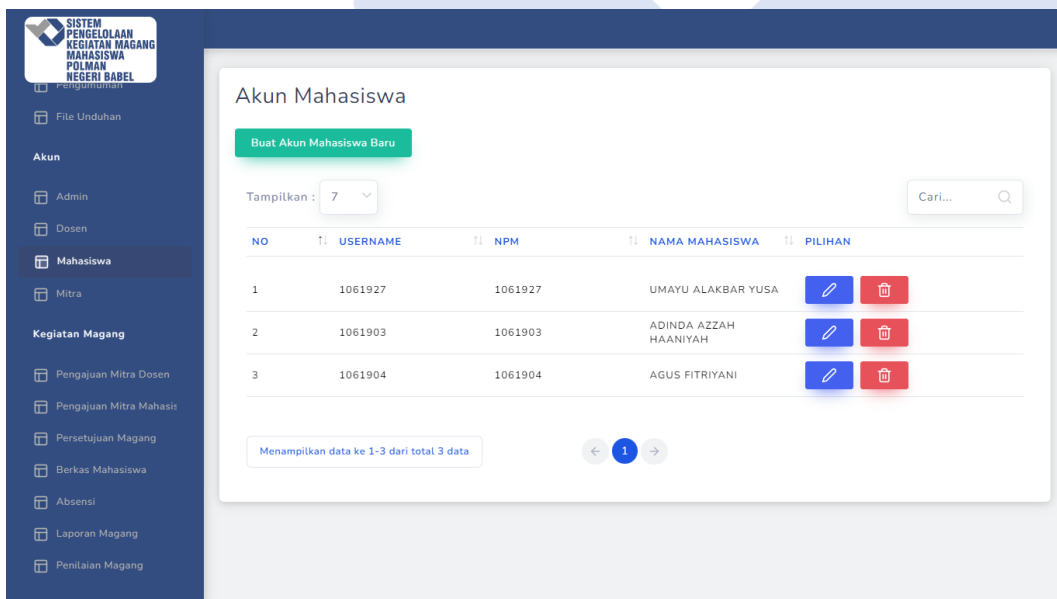 SISTEM
PENGELOLAAN
KEGIATAN MAGANG
MAHASISWA
POLMAN
NEGERI BABEL
Pengumuman
File Unduhan
Akun
Admin
Dosen
Mahasiswa
Mitra
Kegiatan Magang
Pengajuan Mitra Dosen
Pengajuan Mitra Mahasis
Persetujuan Magang
Berkas Mahasiswa
Absensi
Laporan Magang
Penilaian Magang
Akun Mahasiswa
Buat Akun Mahasiswa Baru
Tampilkan : 7
Cari...
NO USERNAME NPM NAMA MAHASISWA PILIHAN
1 1061927 1061927 UMAYU ALAKBAR YUSA
2 1061903 1061903 ADINDA AZZAH
HAANIYAH
3 1061904 1061904 AGUS FITRIYANI
Menampilkan data ke 1-3 dari total 3 data
1